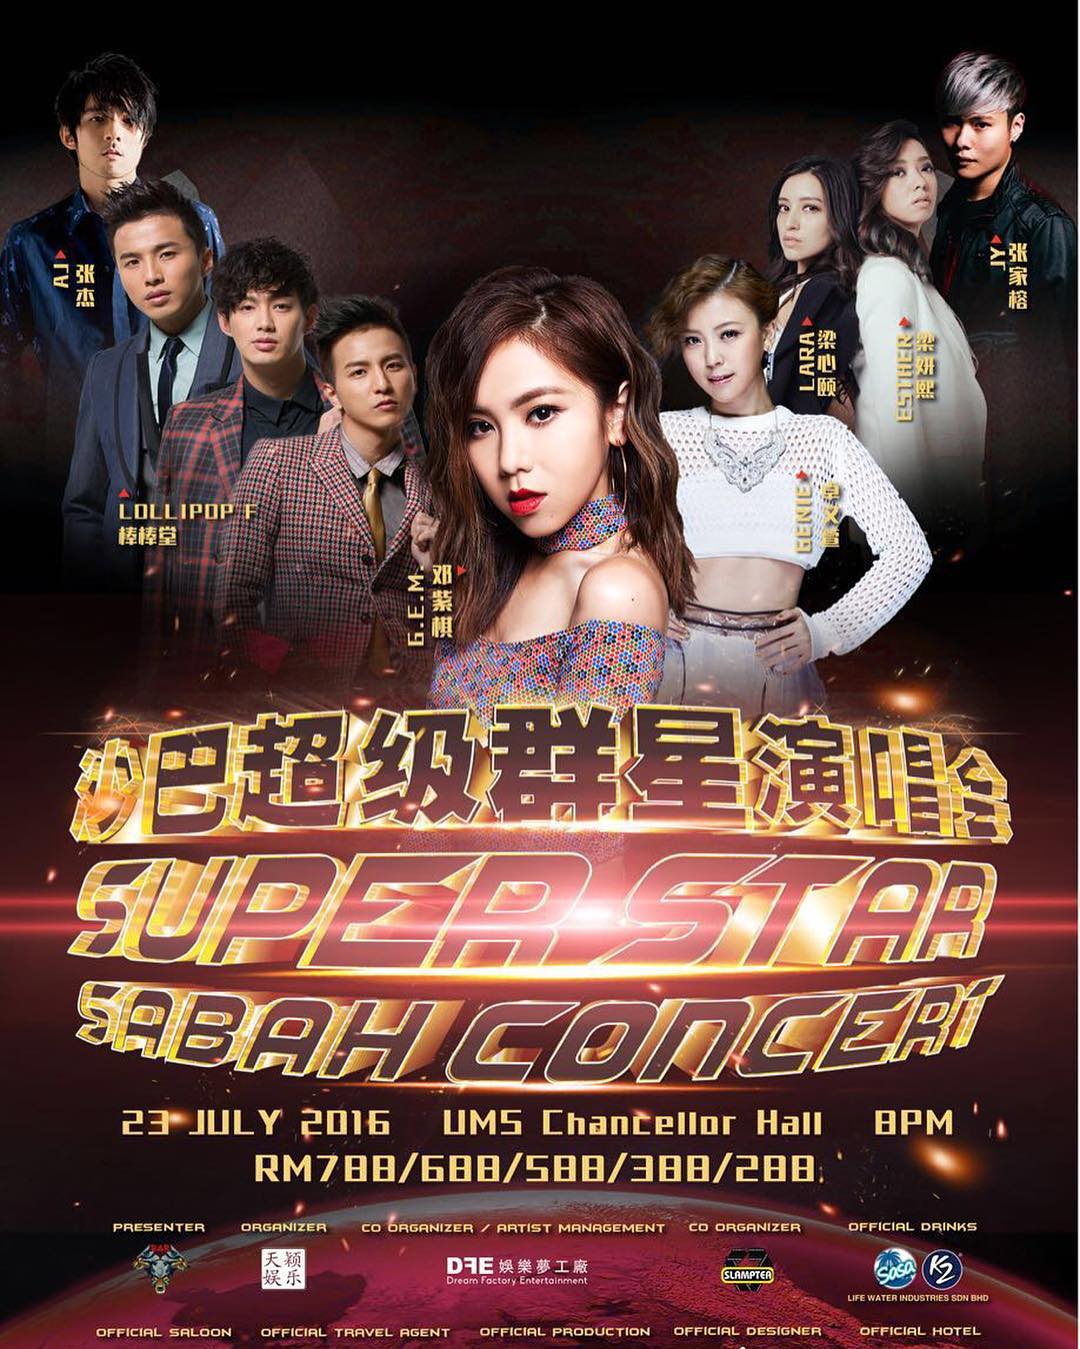 AJ 张杰
JY 张家榕
LARA 梁心颐
ESTHER 梁妍熙
GENIE 卓文萱
LOLLIPOP F
棒棒堂
G.E.M. 邓紫棋
沙巴超级群星演唱会
SUPER STAR
SABAH CONCERT
23 JULY 2016 UMS Chancellor Hall 8PM
RM788/688/588/388/288
PRESENTER ORGANIZER CO ORGANIZER / ARTIST MANAGEMENT CO ORGANIZER OFFICIAL DRINKS
天颖娱乐
DFE 娛樂夢工廠
Dream Factory Entertainment
SLAMPTER
Sasa K2
LIFE WATER INDUSTRIES SDN BHD
OFFICIAL SALOON OFFICIAL TRAVEL AGENT OFFICIAL PRODUCTION OFFICIAL DESIGNER OFFICIAL HOTEL